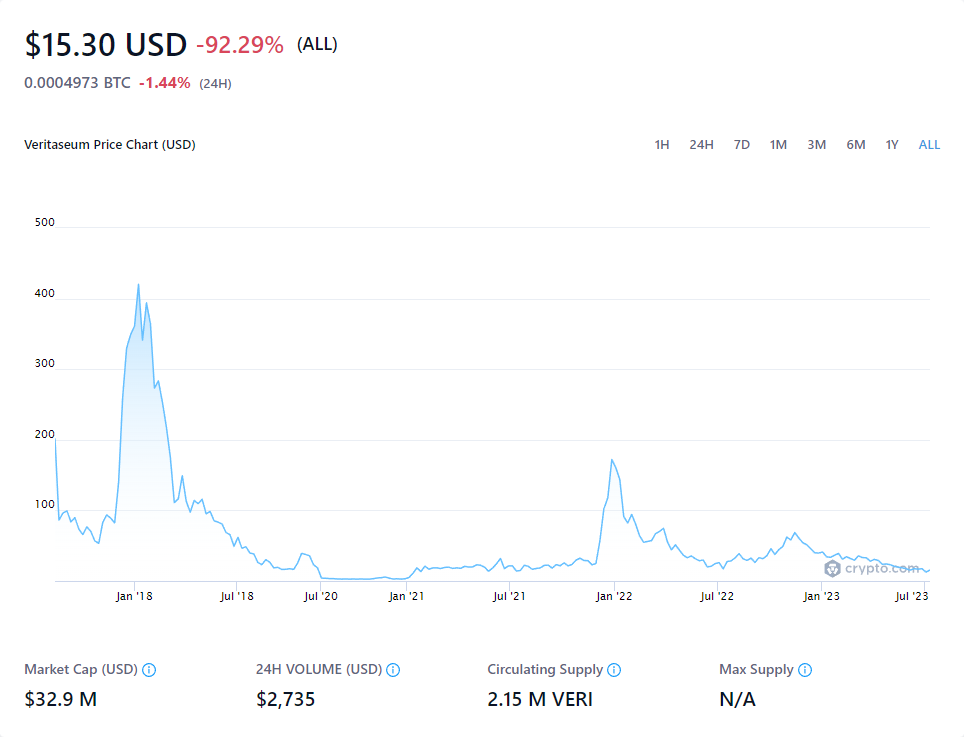 $15.30 USD -92.29% (ALL)
0.0004973 BTC -1.44% (24H)
Veritaseum Price Chart (USD) 1H 24H 7D 1M 3M 6M 1Y ALL
500
400
300
200
100
crypto.com
Jan '18 Jul '18 Jul '20 Jan '21 Jul '21 Jan '22 Jul '22 Jan '23 Jul '23
Market Cap (USD) 24H VOLUME (USD) Circulating Supply Max Supply
$32.9 M $2,735 2.15 M VERI N/A